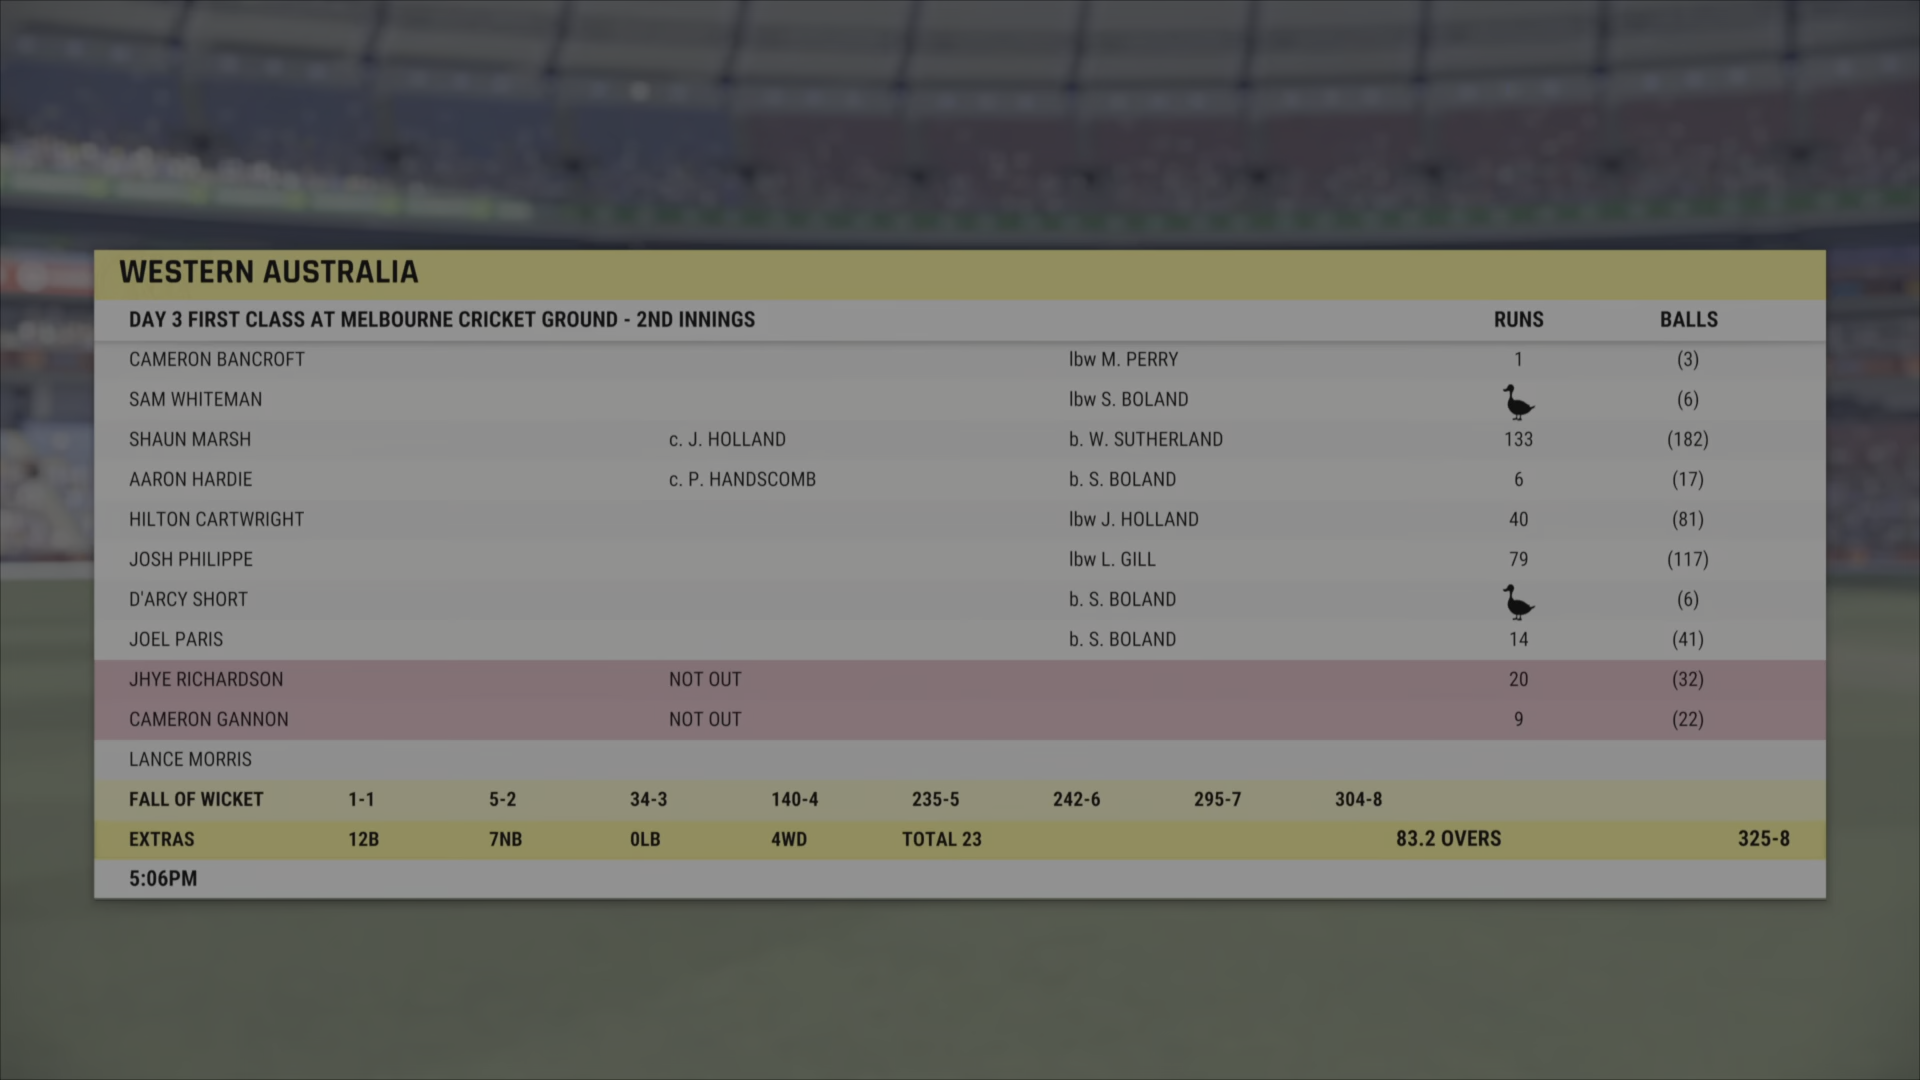 WESTERN AUSTRALIA
DAY 3 FIRST CLASS AT MELBOURNE CRICKET GROUND - 2ND INNINGS RUNS BALLS
CAMERON BANCROFT lbw M. PERRY 1 (3)
SAM WHITEMAN lbw S. BOLAND (6)
SHAUN MARSH c. J. HOLLAND b. W. SUTHERLAND 133 (182)
AARON HARDIE c. P. HANDSCOMB b. S. BOLAND 6 (17)
HILTON CARTWRIGHT lbw J. HOLLAND 40 (81)
JOSH PHILIPPE lbw L. GILL 79 (117)
D'ARCY SHORT b. S. BOLAND (6)
JOEL PARIS b. S. BOLAND 14 (41)
JHYE RICHARDSON NOT OUT 20 (32)
CAMERON GANNON NOT OUT 9 (22)
LANCE MORRIS
FALL OF WICKET 1-1 5-2 34-3 140-4 235-5 242-6 295-7 304-8
EXTRAS 12B 7NB 0LB 4WD TOTAL 23 83.2 OVERS 325-8
5:06PM